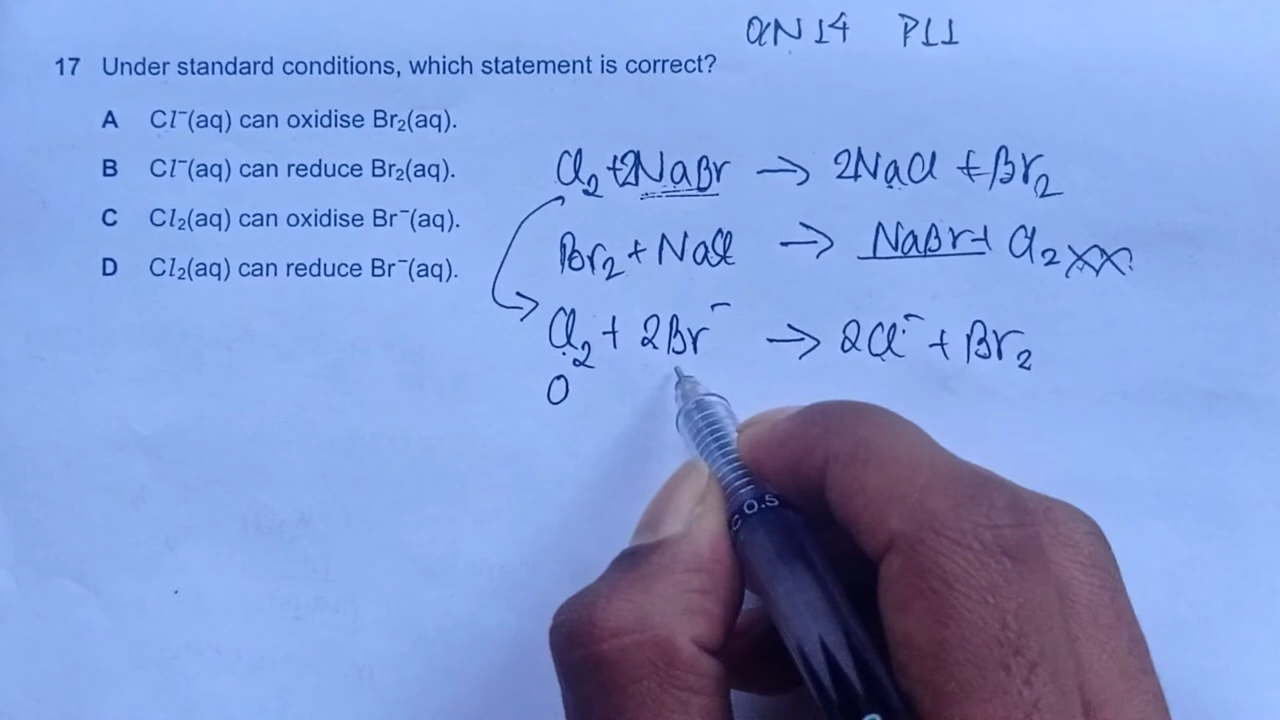 ON 14 P11
17 Under standard conditions, which statement is correct?
A Cl⁻(aq) can oxidise Br₂(aq).
B Cl⁻(aq) can reduce Br₂(aq).
C Cl₂(aq) can oxidise Br⁻(aq).
D Cl₂(aq) can reduce Br⁻(aq).
Cl₂ + 2NaBr → 2NaCl + Br₂
Br₂ + NaCl → NaBr + Cl₂ XX
Cl₂ + 2Br⁻ → 2Cl⁻ + Br₂
0
0.5